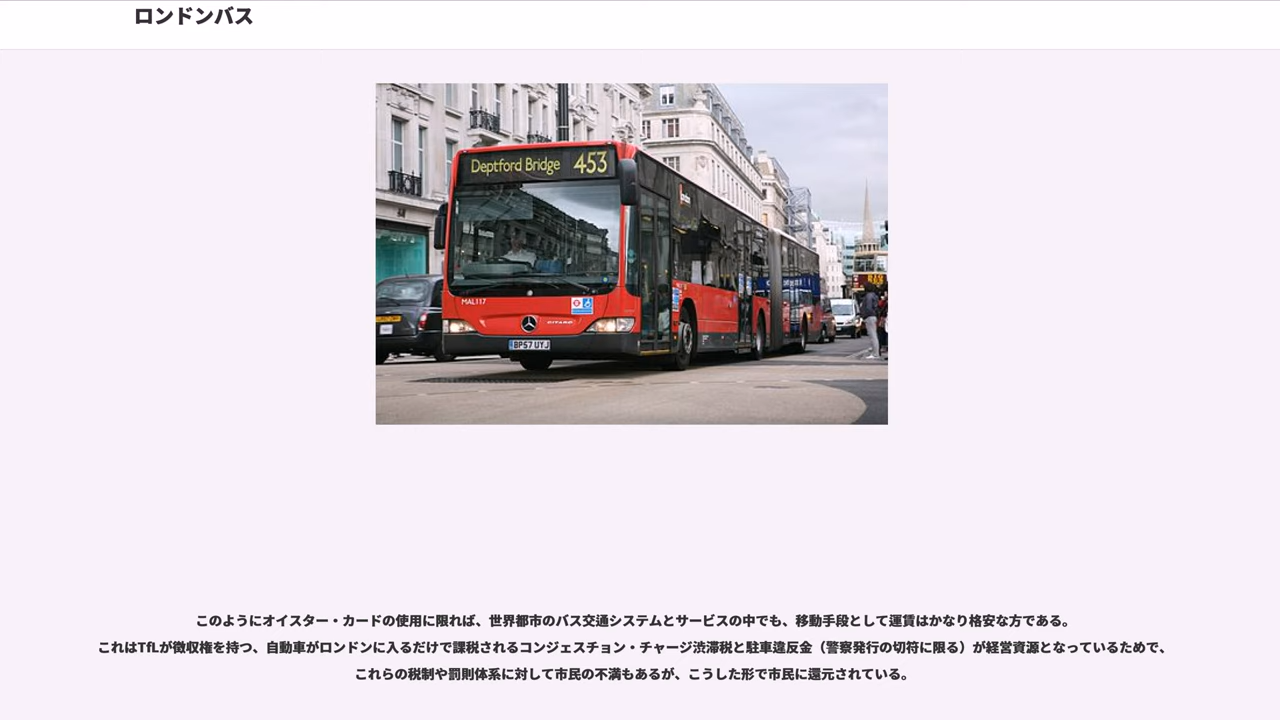 ロンドンバス
Deptford Bridge 453
MAL117
BP57 UYJ
このようにオイスター・カードの使用に限れば、世界都市のバス交通システムとサービスの中でも、移動手段として運賃はかなり格安な方である。
これはTfLが徴収権を持つ、自動車がロンドンに入るだけで課税されるコンジェスチョン・チャージ渋滞税と駐車違反金（警察発行の切符に限る）が経営資源となっているためで、
これらの税制や罰則体系に対して市民の不満もあるが、こうした形で市民に還元されている。